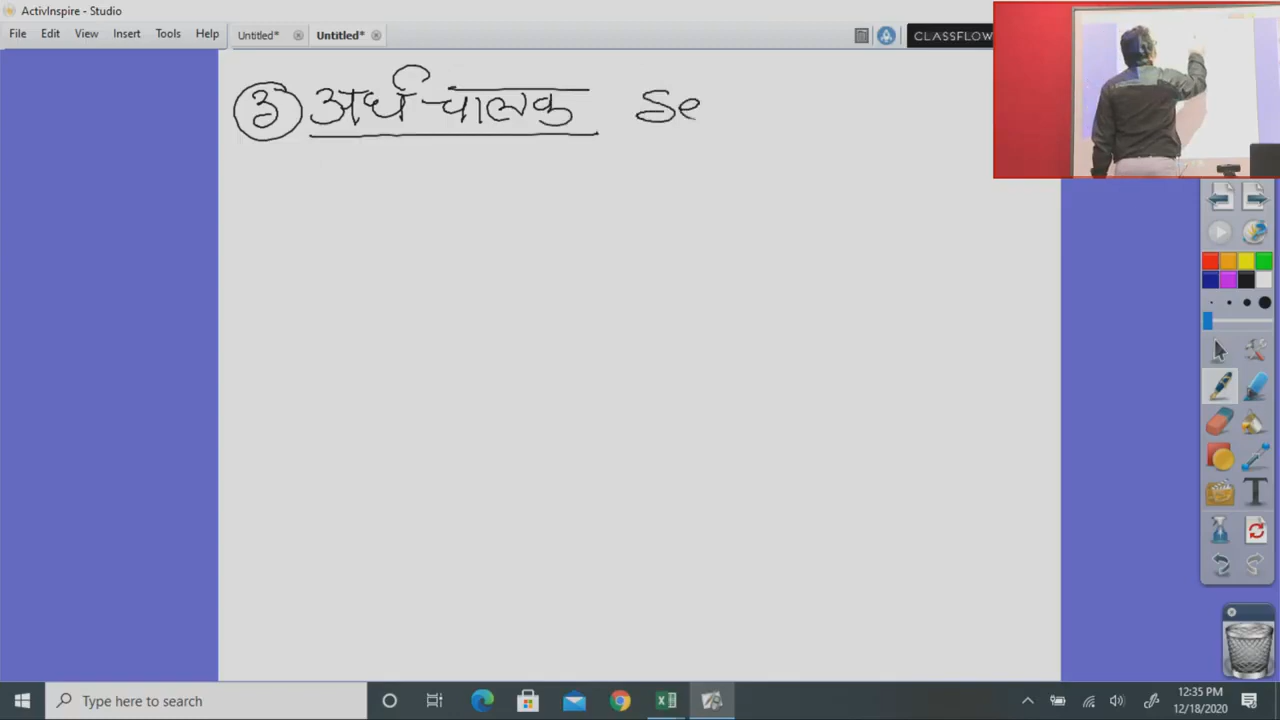 ActivInspire - Studio
File Edit View Insert Tools Help Untitled* Untitled* CLASSFLOW
③ अर्ध-चालक Se
T
Type here to search
12:35 PM
12/18/2020